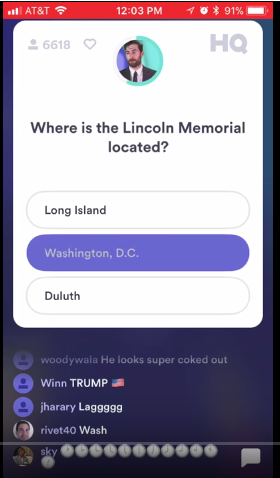 AT&T 12:03 PM 91%
6618 HQ
Where is the Lincoln Memorial
located?
Long Island
Washington, D.C.
Duluth
woodywala He looks super coked out
Winn TRUMP 🇺🇸
jharary Laggggg
rivet40 Wash
sky